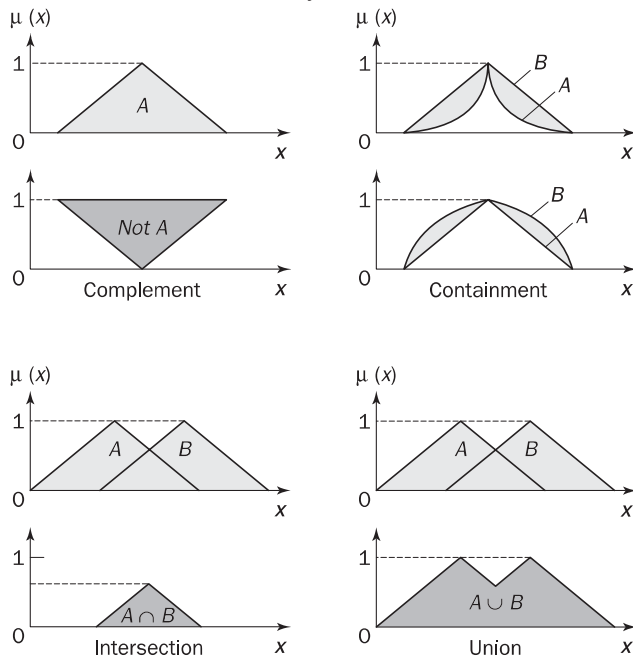 μ (x)
1
A
0
x
1
Not A
0
Complement
x
μ (x)
1
B
A
0
x
1
B
A
0
Containment
x
μ (x)
1
A
B
0
x
1
A ∩ B
0
Intersection
x
μ (x)
1
A
B
0
x
1
A ∪ B
0
Union
x